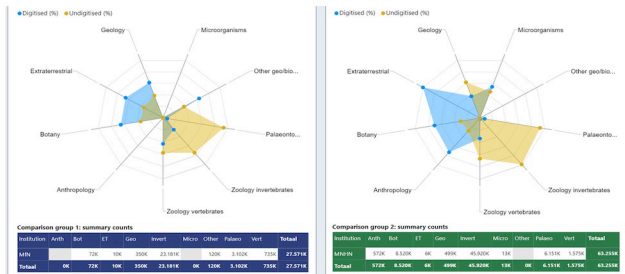 Digitised (%) Undigitised (%)
Geology
Microorganisms
Extraterrestrial
Other geo/bio...
Botany
Palaeonto...
Anthropology
Zoology invertebrates
Zoology vertebrates
Comparison group 1: summary counts
Institution Anth Bot ET Geo Invert Micro Other Palaeo Vert Totaal
MIN 72K 10K 350K 23.181K 120K 3.102K 735K 27.571K
Totaal 0K 72K 10K 350K 23.181K 0K 120K 3.102K 735K 27.571K
Digitised (%) Undigitised (%)
Geology
Microorganisms
Extraterrestrial
Other geo/bio...
Botany
Palaeonto...
Anthropology
Zoology invertebrates
Zoology vertebrates
Comparison group 2: summary counts
Institution Anth Bot ET Geo Invert Micro Other Palaeo Vert Totaal
MNHN 572K 8.520K 6K 499K 45.920K 13K 6.151K 1.575K 63.255K
Totaal 572K 8.520K 6K 499K 45.920K 13K 0K 6.151K 1.575K 63.255K